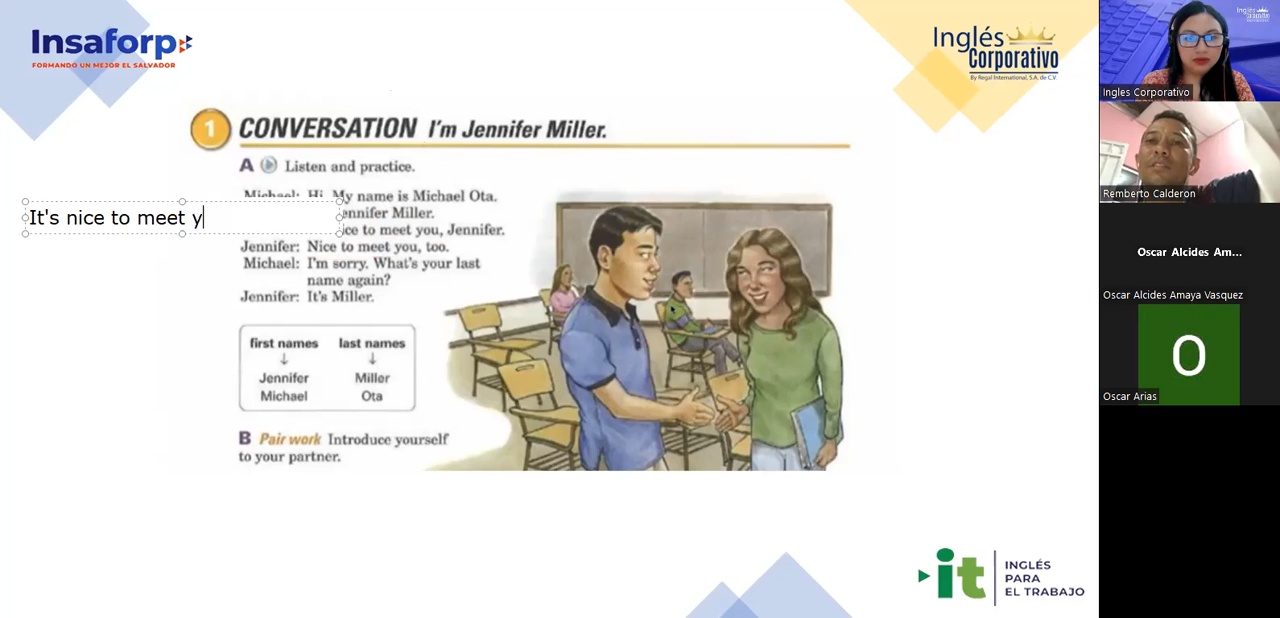 Insaforp
FORMANDO UN MEJOR EL SALVADOR
Inglés
Corporativo
By Regal International, S.A. de C.V.
1 CONVERSATION I'm Jennifer Miller.
A Listen and practice.
Michael: Hi. My name is Michael Ota.
ennifer Miller.
ce to meet you, Jennifer.
It's nice to meet y
Jennifer: Nice to meet you, too.
Michael: I'm sorry. What's your last
name again?
Jennifer: It's Miller.
first names last names
↓ ↓
Jennifer Miller
Michael Ota
B Pair work Introduce yourself
to your partner.
it
INGLÉS
PARA
EL TRABAJO
Ingles Corporativo
Remberto Calderon
Oscar Alcides Am...
Oscar Alcides Amaya Vasquez
O
Oscar Arias